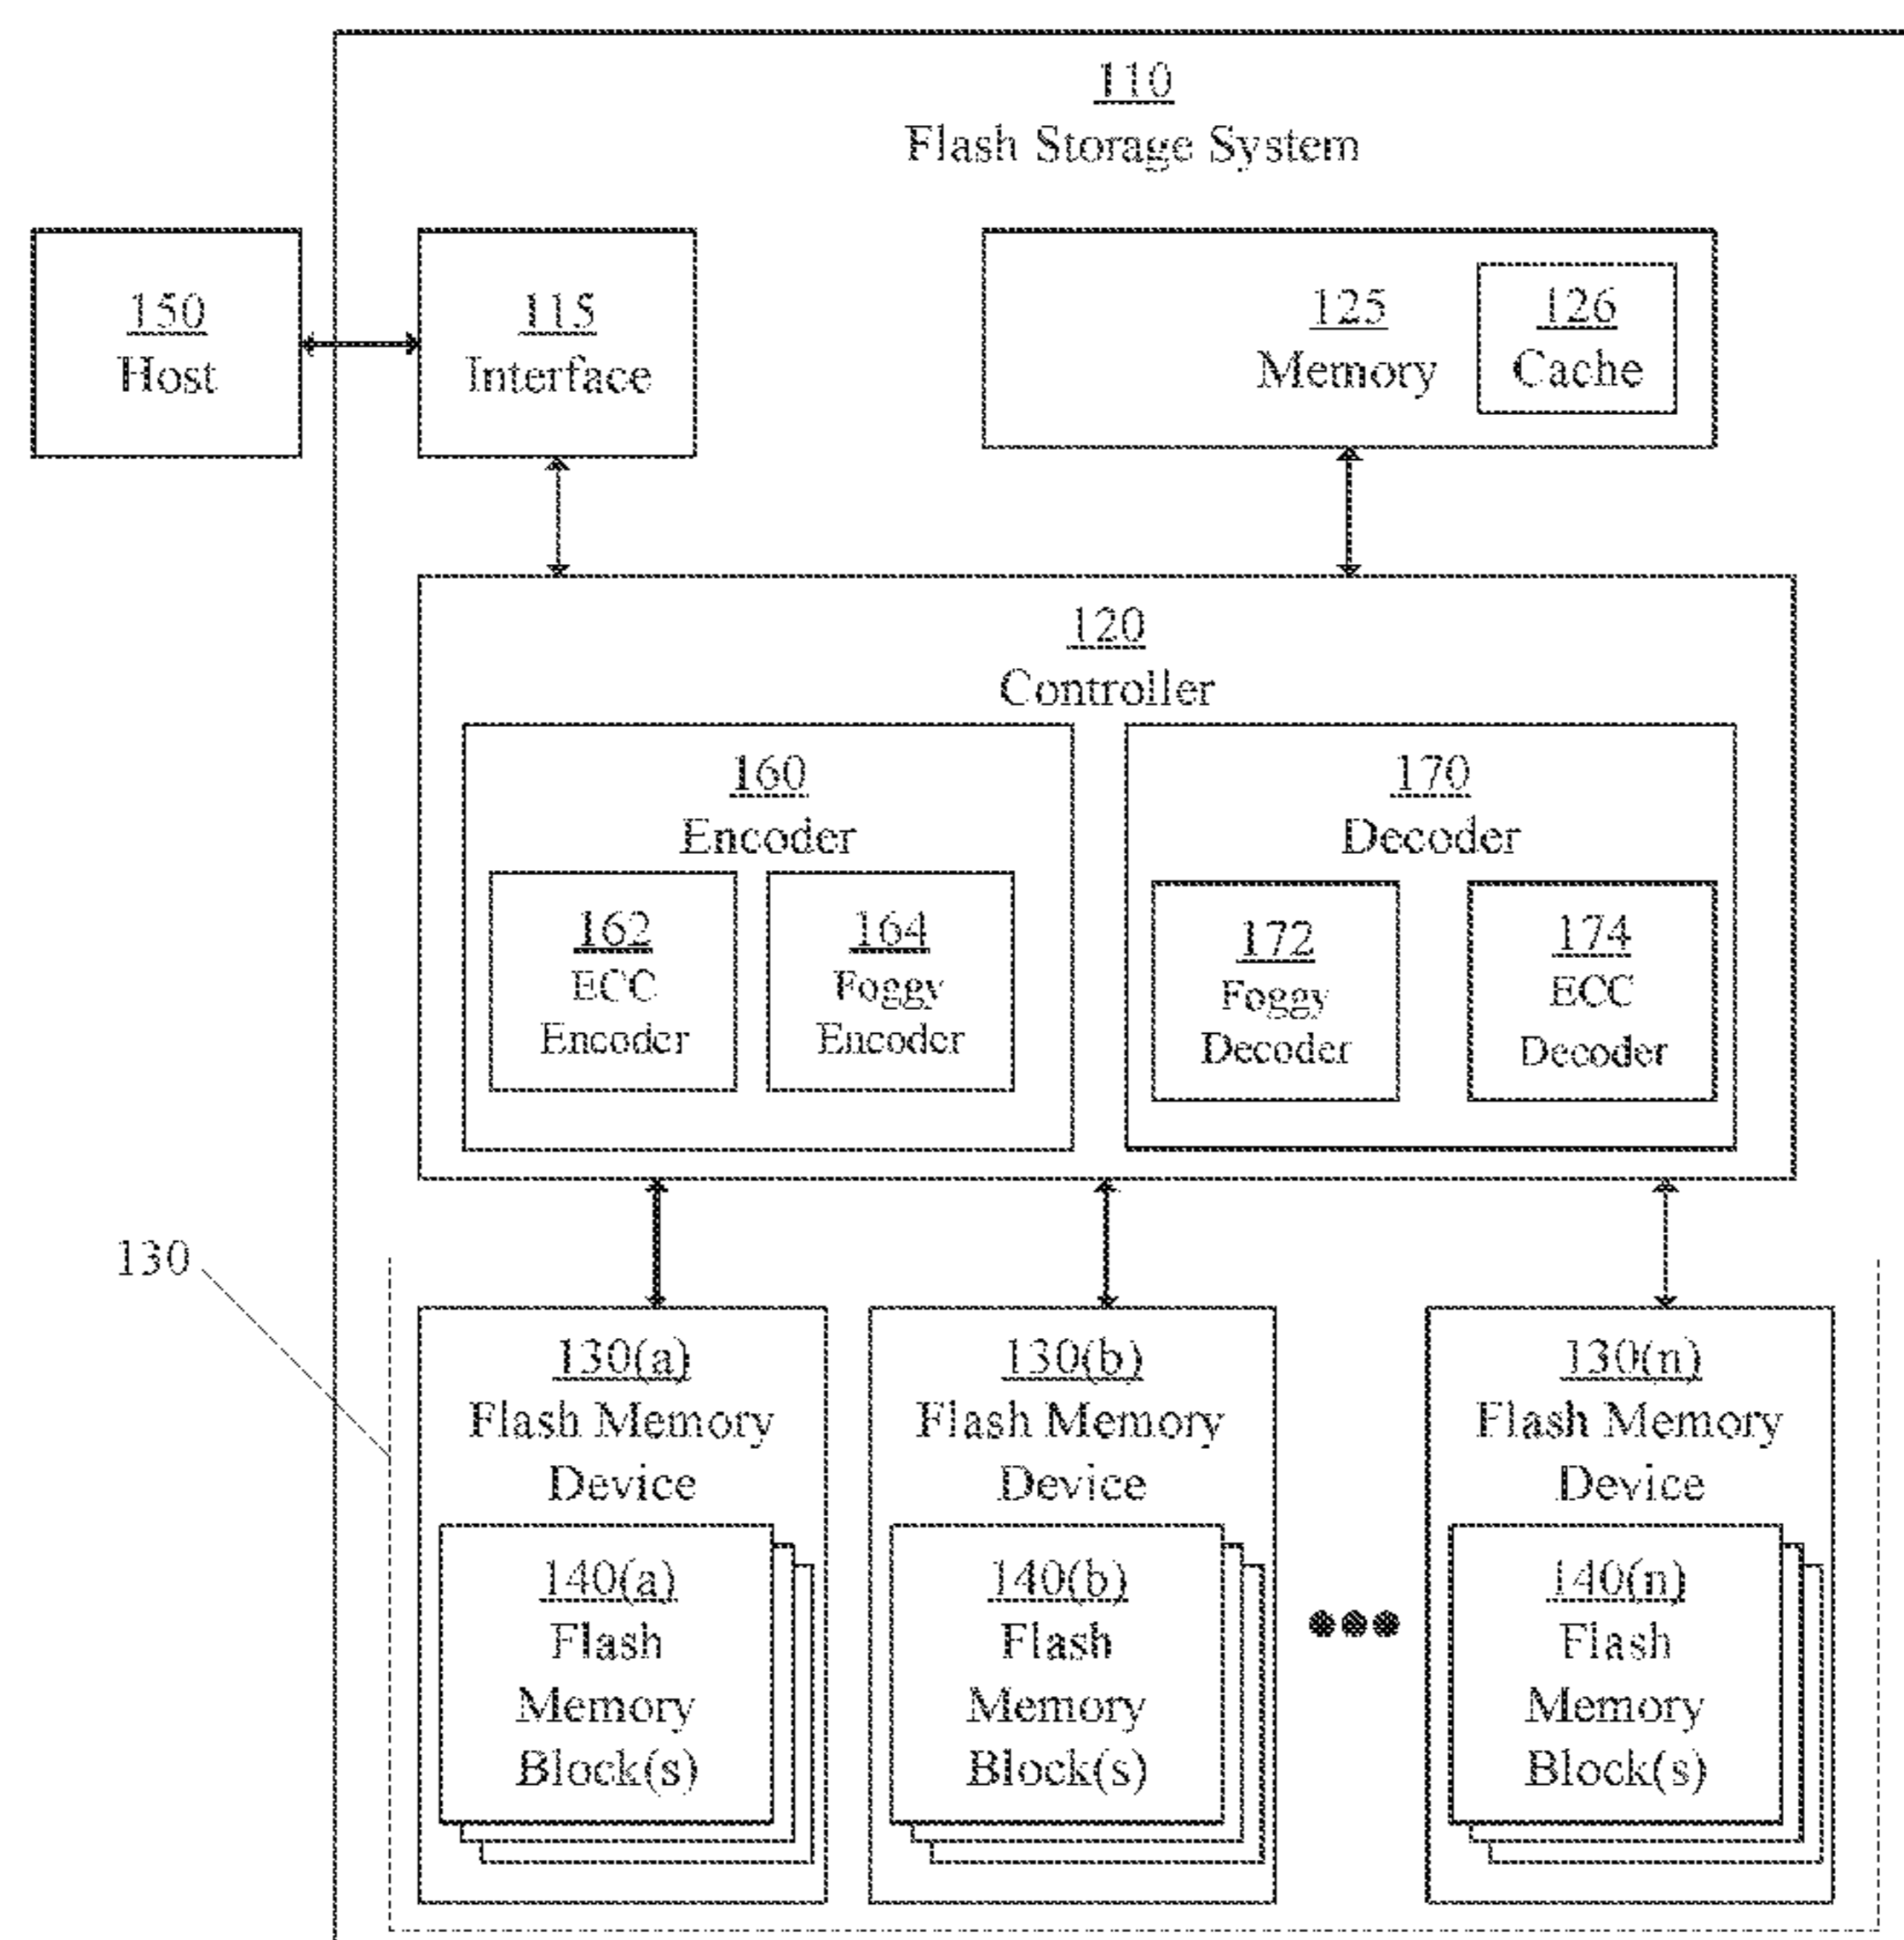 110
Flash Storage System
150
Host
115
Interface
125
Memory
126
Cache
120
Controller
160
Encoder
162
ECC
Encoder
164
Foggy
Encoder
170
Decoder
172
Foggy
Decoder
174
ECC
Decoder
130
130(a)
Flash Memory
Device
140(a)
Flash
Memory
Block(s)
130(b)
Flash Memory
Device
140(b)
Flash
Memory
Block(s)
130(n)
Flash Memory
Device
140(n)
Flash
Memory
Block(s)